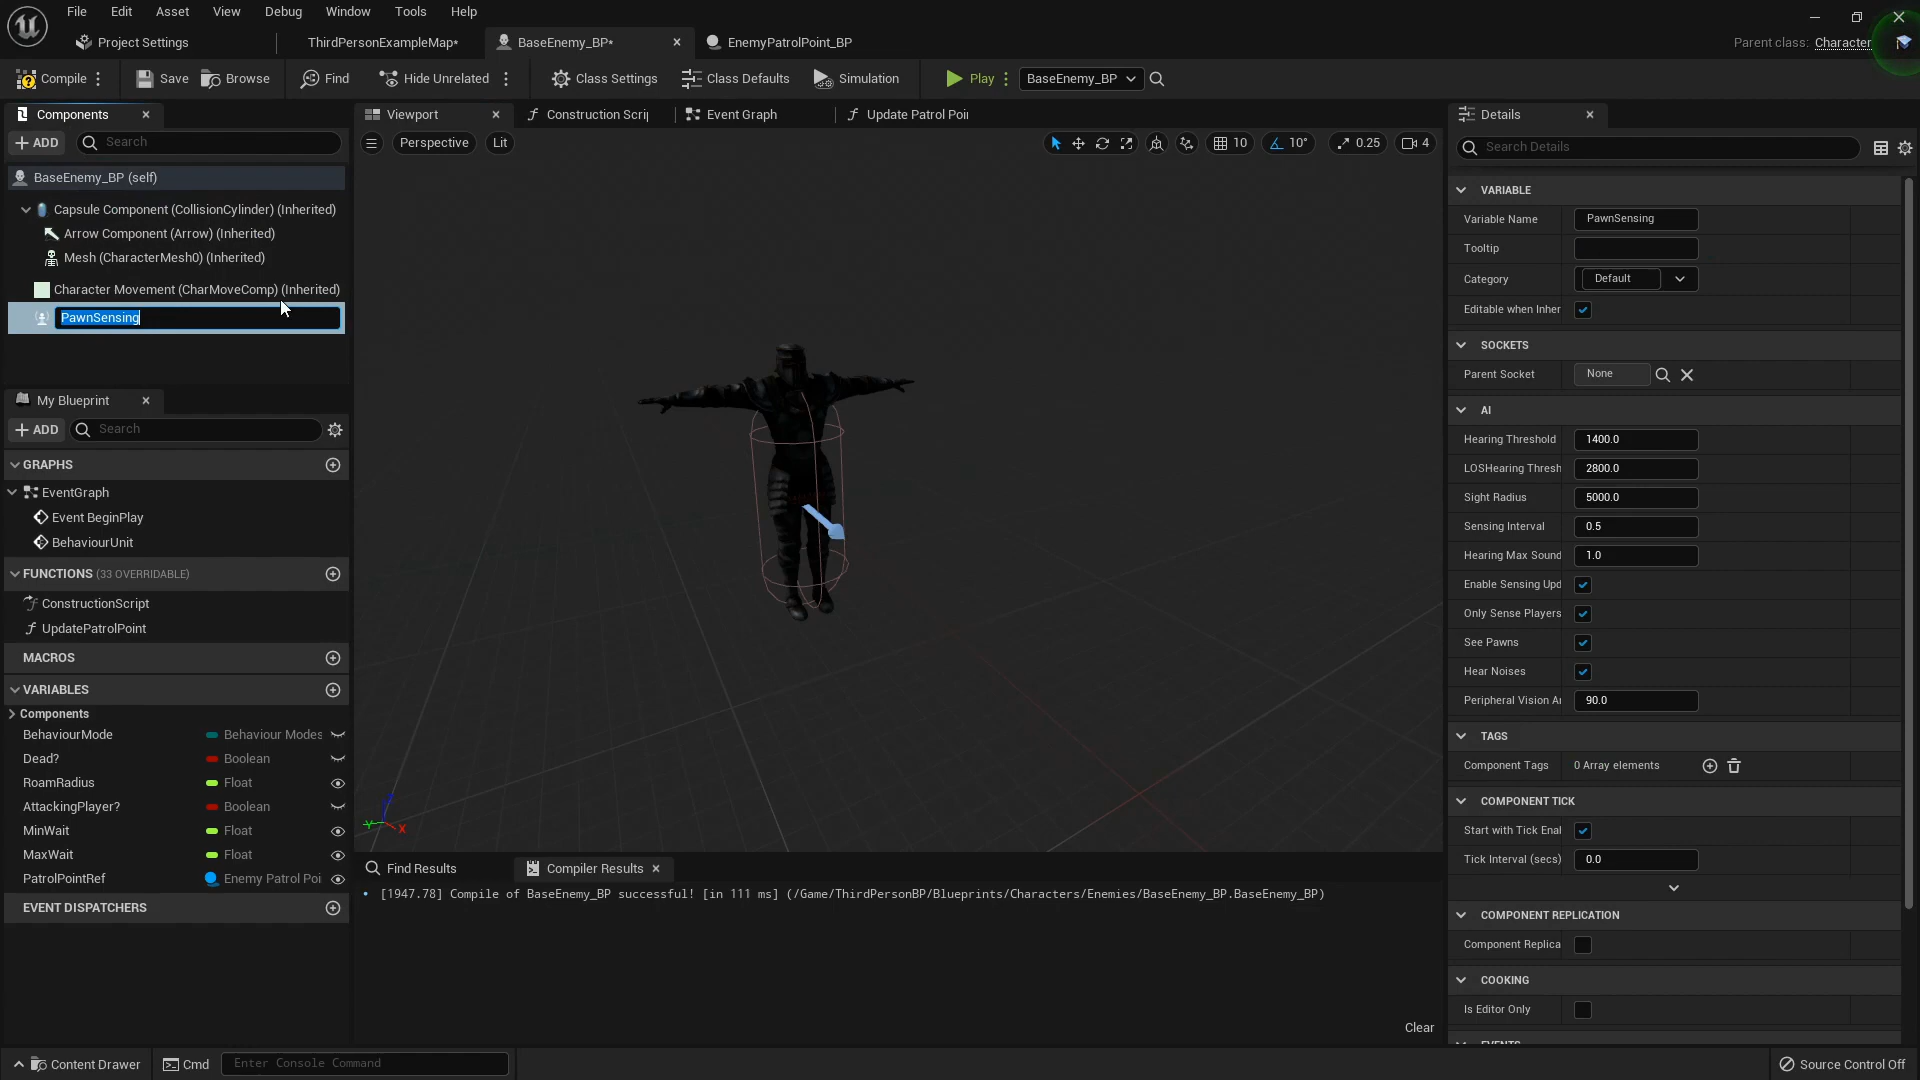 File Edit Asset View Debug Window Tools Help
Project Settings
ThirdPersonExampleMap*
BaseEnemy_BP*
EnemyPatrolPoint_BP
Parent class: Character
Compile
Save
Browse
Find
Hide Unrelated
Class Settings
Class Defaults
Simulation
Play
BaseEnemy_BP
Components
ADD
Search
BaseEnemy_BP (self)
Capsule Component (CollisionCylinder) (Inherited)
Arrow Component (Arrow) (Inherited)
Mesh (CharacterMesh0) (Inherited)
Character Movement (CharMoveComp) (Inherited)
PawnSensing
My Blueprint
ADD
Search
GRAPHS
EventGraph
Event BeginPlay
BehaviourUnit
FUNCTIONS (33 OVERRIDABLE)
ConstructionScript
UpdatePatrolPoint
MACROS
VARIABLES
Components
BehaviourMode Behaviour Modes
Dead? Boolean
RoamRadius Float
AttackingPlayer? Boolean
MinWait Float
MaxWait Float
PatrolPointRef Enemy Patrol Poi
EVENT DISPATCHERS
Viewport
Construction Scrip
Event Graph
Update Patrol Poi
Perspective
Lit
10
10°
0.25
4
Z
Y
X
Find Results
Compiler Results
[1947.78] Compile of BaseEnemy_BP successful! [in 111 ms] (/Game/ThirdPersonBP/Blueprints/Characters/Enemies/BaseEnemy_BP.BaseEnemy_BP)
Clear
Details
Search Details
VARIABLE
Variable Name PawnSensing
Tooltip
Category Default
Editable when Inher
SOCKETS
Parent Socket None
AI
Hearing Threshold 1400.0
LOSHearing Thresh 2800.0
Sight Radius 5000.0
Sensing Interval 0.5
Hearing Max Sound 1.0
Enable Sensing Upd
Only Sense Players
See Pawns
Hear Noises
Peripheral Vision A 90.0
TAGS
Component Tags 0 Array elements
COMPONENT TICK
Start with Tick Enal
Tick Interval (secs) 0.0
COMPONENT REPLICATION
Component Replica
COOKING
Is Editor Only
EVENTS
Content Drawer
Cmd
Enter Console Command
Source Control Off